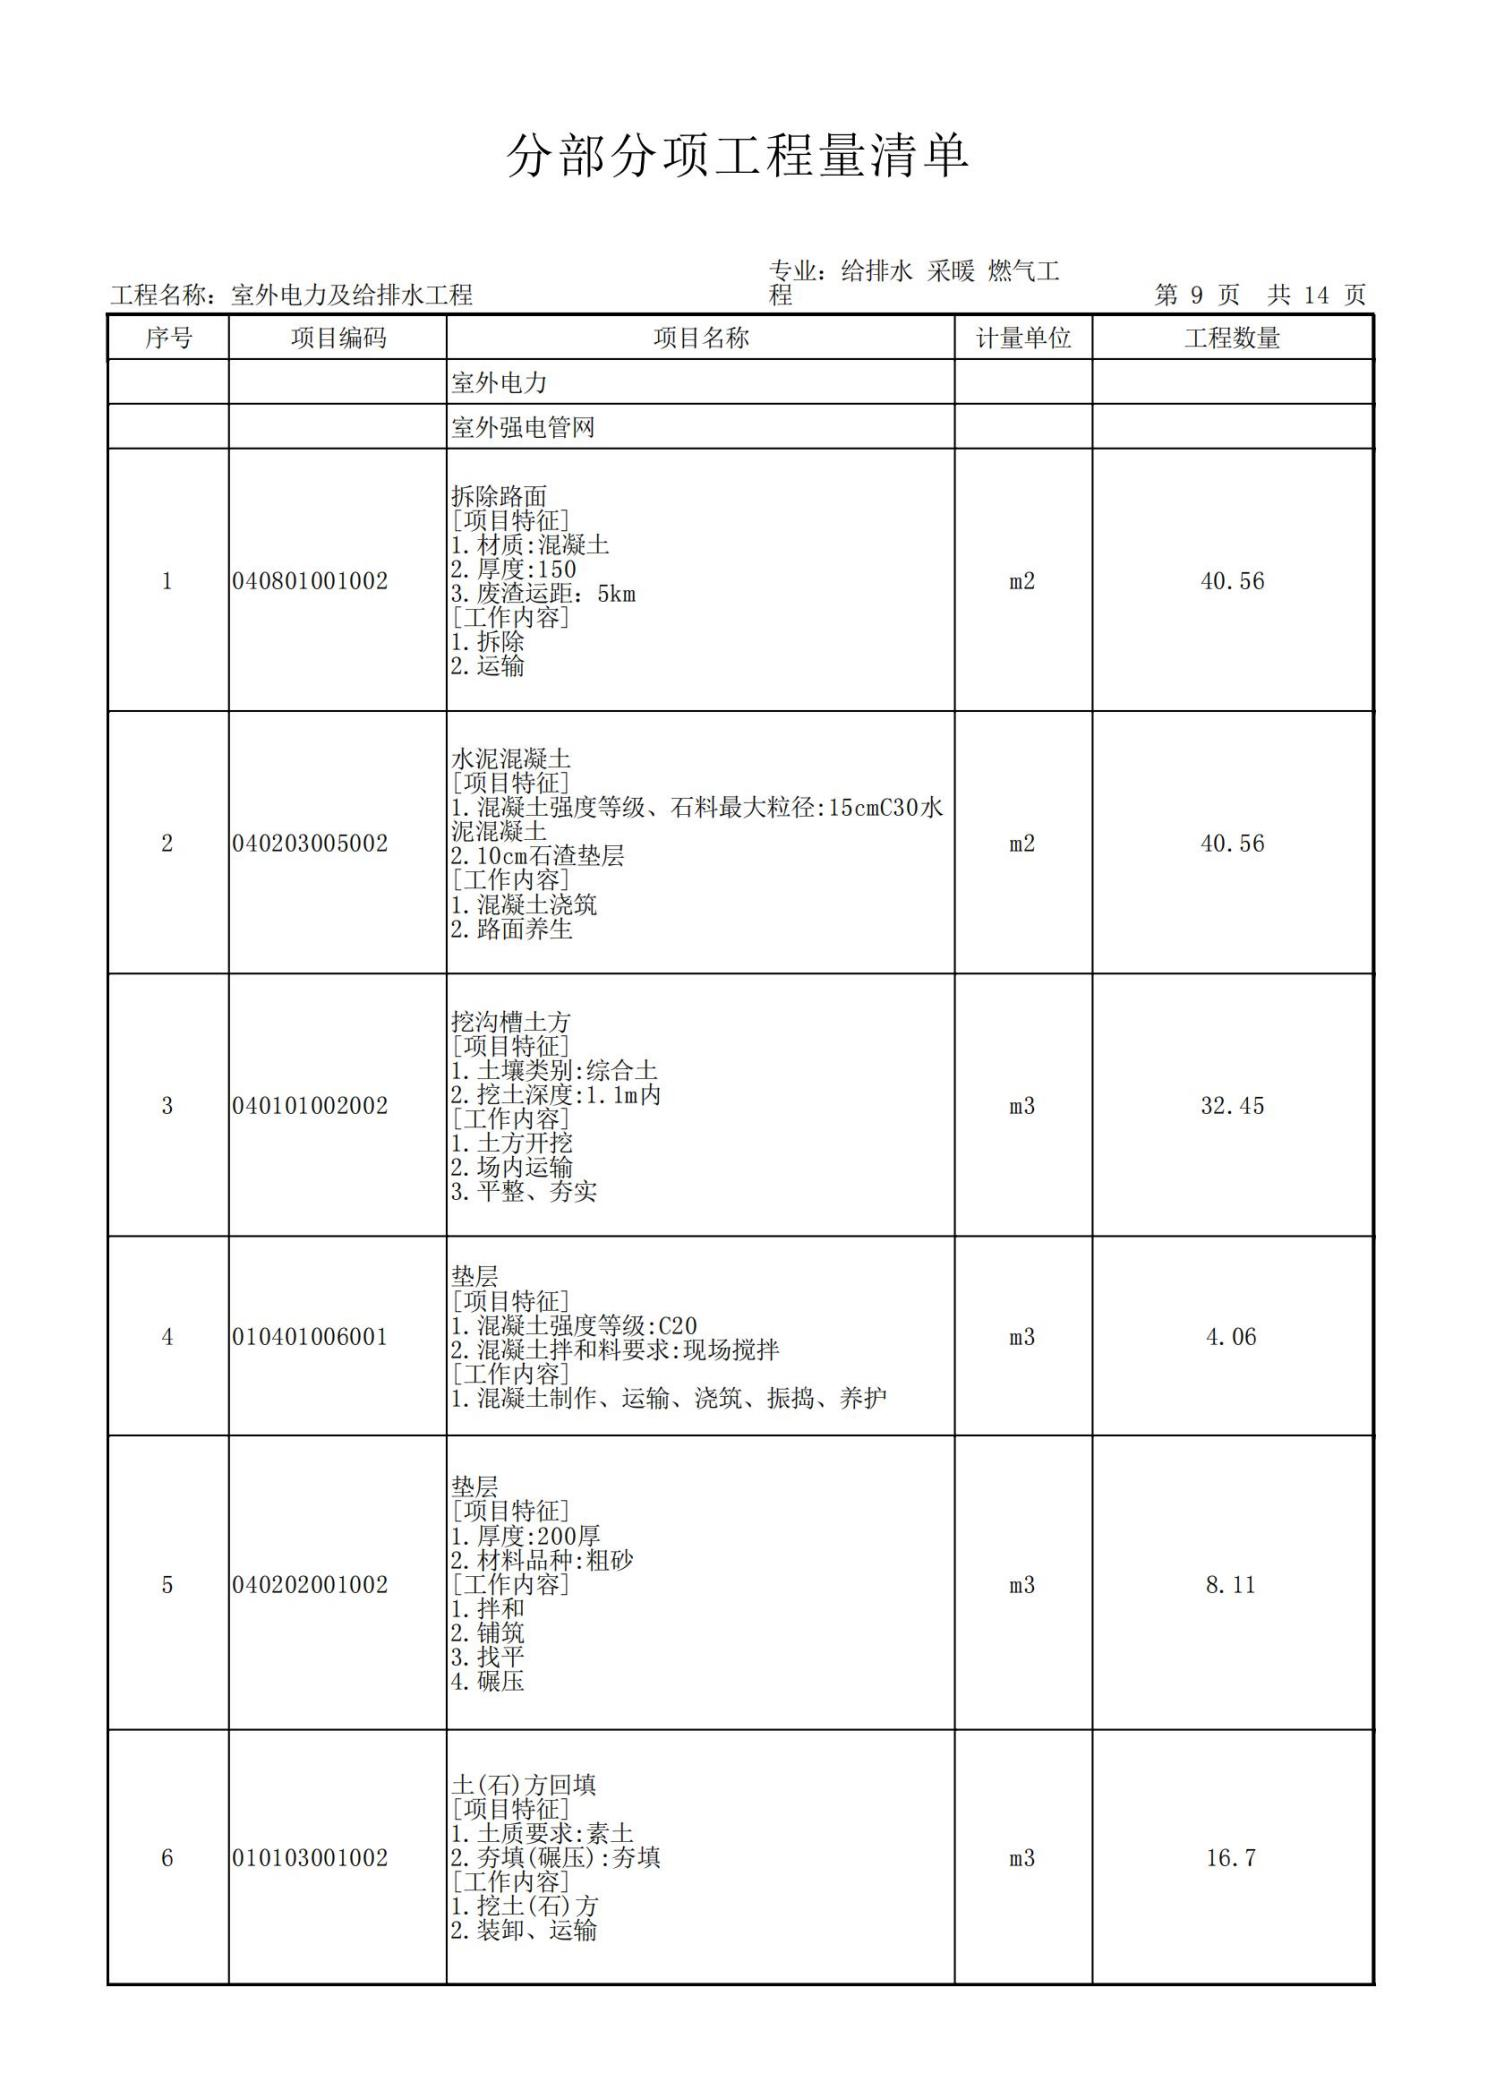 分部分项工程量清单
专业：给排水 采暖 燃气工
工程名称：室外电力及给排水工程 程 第 9 页 共 14 页
序号 项目编码 项目名称 计量单位 工程数量
室外电力
室外强电管网
拆除路面
[项目特征]
1.材质:混凝土
2.厚度:150
1 040801001002 3.废渣运距：5km m2 40.56
[工作内容]
1.拆除
2.运输
水泥混凝土
[项目特征]
1.混凝土强度等级、石料最大粒径:15cmC30水
泥混凝土
2 040203005002 2.10cm石渣垫层 m2 40.56
[工作内容]
1.混凝土浇筑
2.路面养生
挖沟槽土方
[项目特征]
1.土壤类别:综合土
2.挖土深度:1.1m内
3 040101002002 [工作内容] m3 32.45
1.土方开挖
2.场内运输
3.平整、夯实
垫层
[项目特征]
1.混凝土强度等级:C20
4 010401006001 2.混凝土拌和料要求:现场搅拌 m3 4.06
[工作内容]
1.混凝土制作、运输、浇筑、振捣、养护
垫层
[项目特征]
1.厚度:200厚
2.材料品种:粗砂
5 040202001002 [工作内容] m3 8.11
1.拌和
2.铺筑
3.找平
4.碾压
土(石)方回填
[项目特征]
1.土质要求:素土
6 010103001002 2.夯填(碾压):夯填 m3 16.7
[工作内容]
1.挖土(石)方
2.装卸、运输